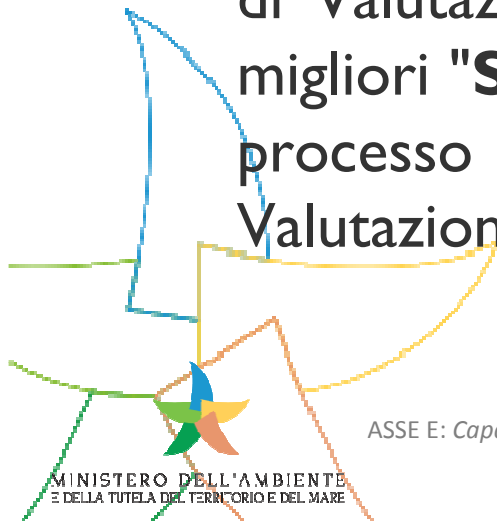 di Valutaz
migliori "S
processo
Valutazion
ASSE E: Capa
MINISTERO DELL'AMBIENTE
E DELLA TUTELA DEL TERRITORIO E DEL MARE